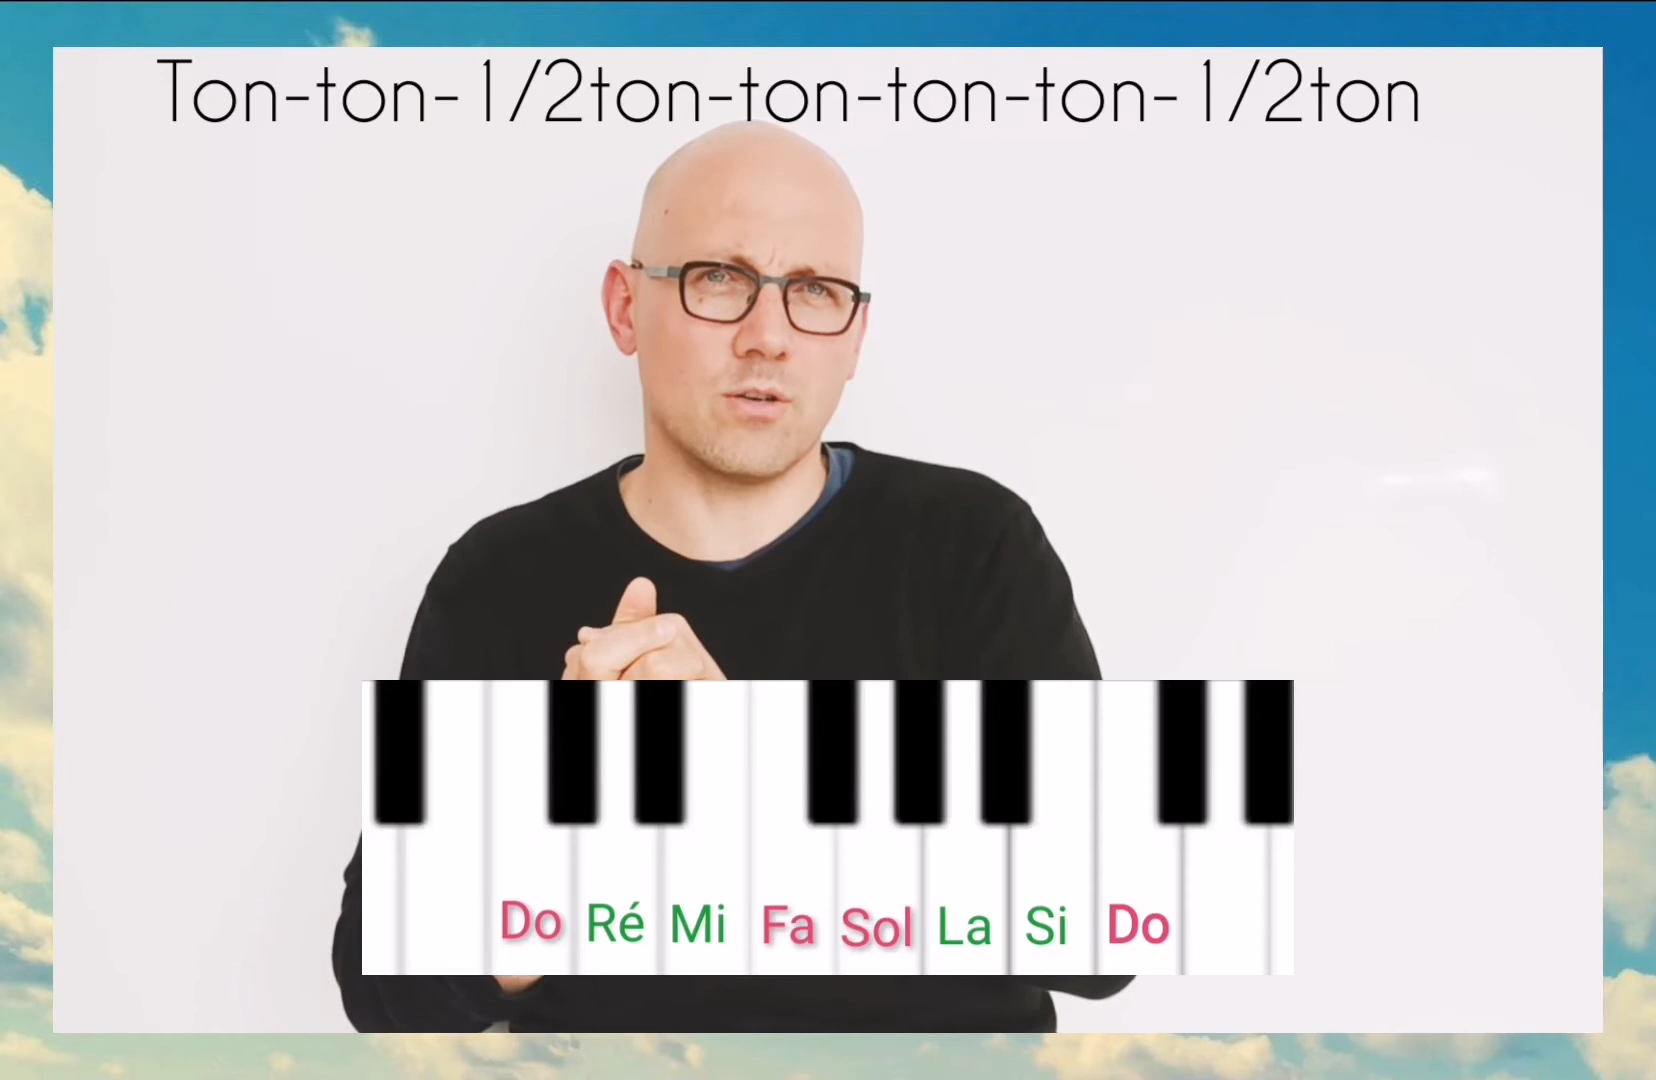 Ton-ton-1/2ton-ton-ton-ton-1/2ton
Do Ré Mi Fa Sol La Si Do